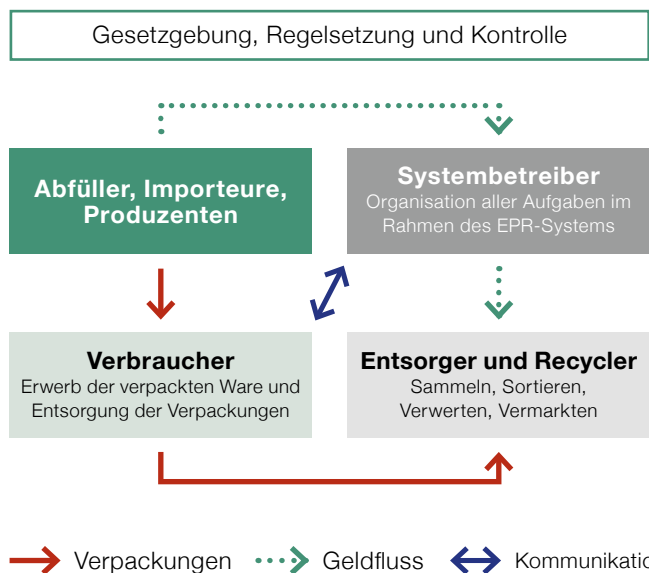 Gesetzgebung, Regelsetzung und Kontrolle
Abfüller, Importeure,
Produzenten
Systembetreiber
Organisation aller Aufgaben im
Rahmen des EPR-Systems
Verbraucher
Erwerb der verpackten Ware und
Entsorgung der Verpackungen
Entsorger und Recycler
Sammeln, Sortieren,
Verwerten, Vermarkten
Verpackungen
Geldfluss
Kommunikatio